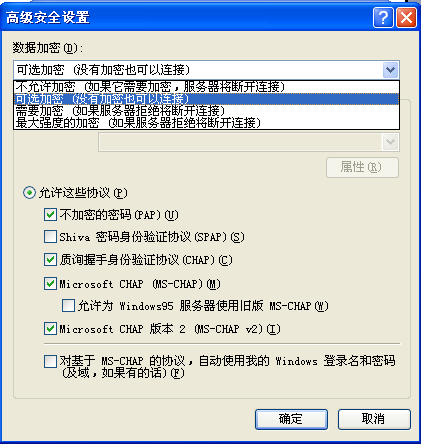 高级安全设置
数据加密(D):
可选加密 (没有加密也可以连接)
不允许加密 (如果它需要加密，服务器将断开连接)
可选加密 (没有加密也可以连接)
需要加密 (如果服务器拒绝将断开连接)
最大强度的加密 (如果服务器拒绝将断开连接)
属性(R)
允许这些协议(P)
不加密的密码(PAP)(U)
Shiva 密码身份验证协议(SPAP)(S)
质询握手身份验证协议(CHAP)(C)
Microsoft CHAP (MS-CHAP)(M)
允许为 Windows95 服务器使用旧版 MS-CHAP(W)
Microsoft CHAP 版本 2 (MS-CHAP v2)(I)
对基于 MS-CHAP 的协议，自动使用我的 Windows 登录名和密码
(及域，如果有的话)(F)
确定
取消